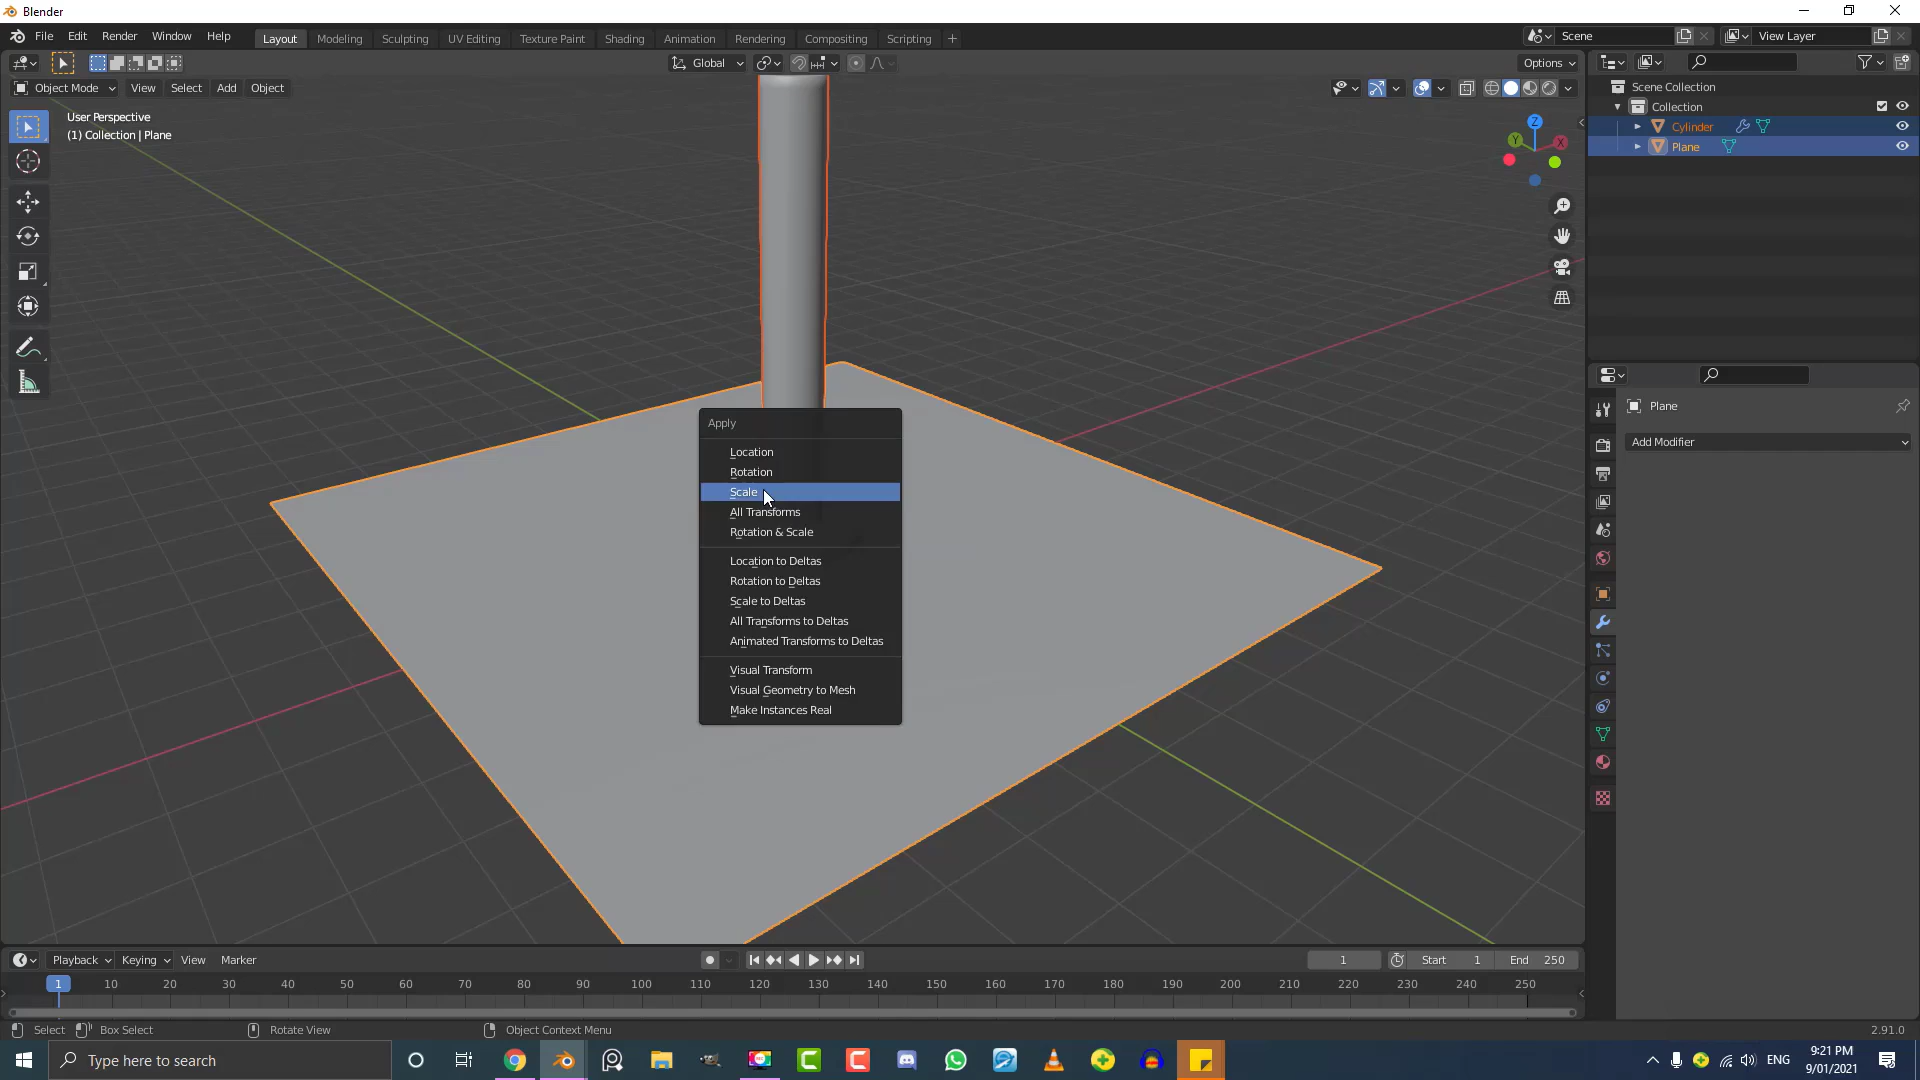 Blender
File Edit Render Window Help
Layout Modeling Sculpting UV Editing Texture Paint Shading Animation Rendering Compositing Scripting
Scene
View Layer
Global
Options
Object Mode View Select Add Object
User Perspective
(1) Collection | Plane
Z
Y
X
Scene Collection
Collection
Cylinder
Plane
Plane
Add Modifier
Apply
Location
Rotation
Scale
All Transforms
Rotation & Scale
Location to Deltas
Rotation to Deltas
Scale to Deltas
All Transforms to Deltas
Animated Transforms to Deltas
Visual Transform
Visual Geometry to Mesh
Make Instances Real
Playback Keying View Marker
1 Start 1 End 250
1 10 20 30 40 50 60 70 80 90 100 110 120 130 140 150 160 170 180 190 200 210 220 230 240 250
Select Box Select Rotate View Object Context Menu 2.91.0
Type here to search
ENG
9:21 PM
9/01/2021